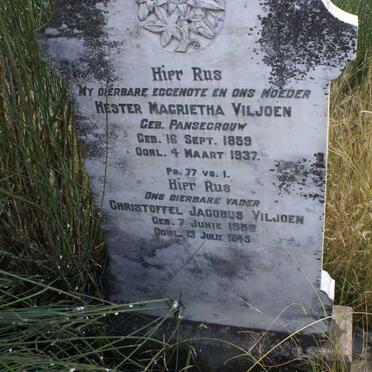 Hier Rus
My dierbare eggenote en ons moeder
Hester Magrietha Viljoen
Geb. Pansegrouw
Geb. 16 Sept. 1859
Oorl. 4 Maart 1937.
Ps. 77 vs. 1.
Hier Rus
Ons dierbare vader
Christoffel Jacobus Viljoen
Geb. 7 Junie
Oorl. 13 Julie